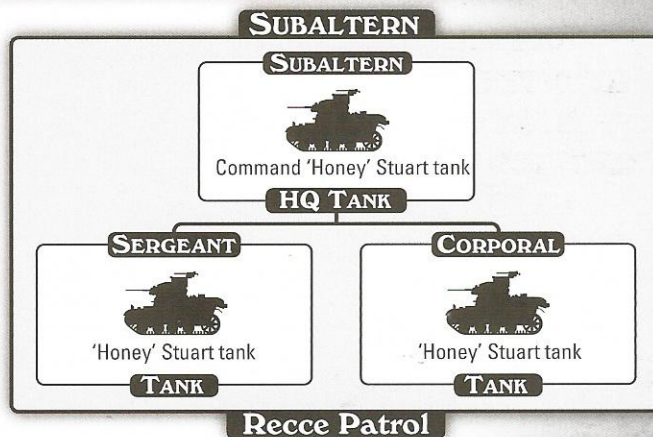 SUBALTERN
SUBALTERN
Command 'Honey' Stuart tank
HQ TANK
SERGEANT
CORPORAL
'Honey' Stuart tank
'Honey' Stuart tank
TANK
TANK
Recce Patrol